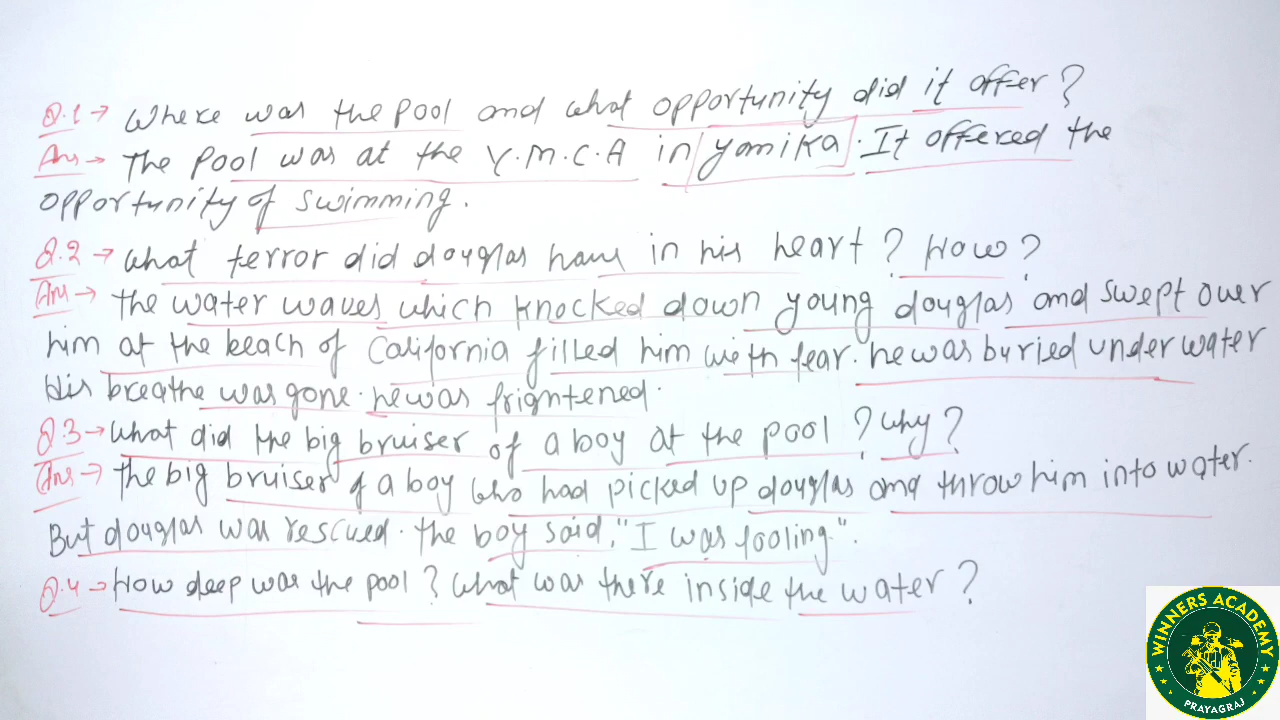 Q.1→ Where was the pool and what opportunity did it offer?
Ans→ The Pool was at the Y.M.C.A in yamika. It offered the
opportunity of swimming.
Q.2→ What terror did douglas have in his heart? How?
Ans→ the water waves which knocked down young douglas and swept over
him at the beach of California filled him with fear. he was buried under water
His breathe was gone. he was frightened.
Q.3→ What did the big bruiser of a boy at the pool? why?
Ans→ the big bruiser of a boy who had picked up douglas and throw him into water.
But douglas was rescued. the boy said, "I was fooling".
Q.4→ How deep was the pool? What was there inside the water?
WINNERS ACADEMY
PRAYAGRAJ